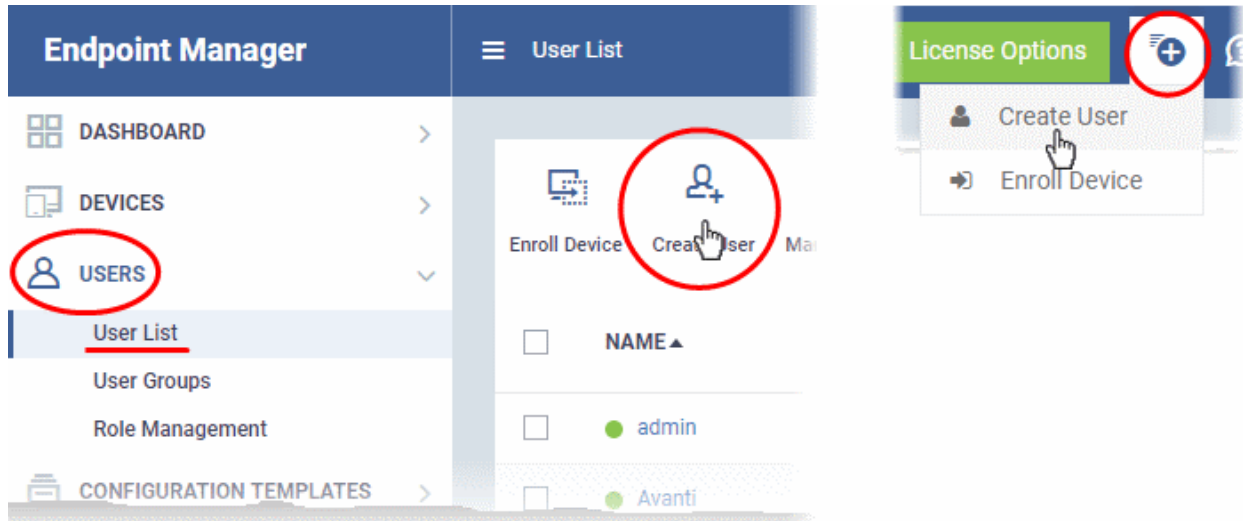 Endpoint Manager
User List
License Options
Create User
Enroll Device
DASHBOARD
DEVICES
USERS
User List
User Groups
Role Management
CONFIGURATION TEMPLATES
Enroll Device
NAME
admin
Avanti